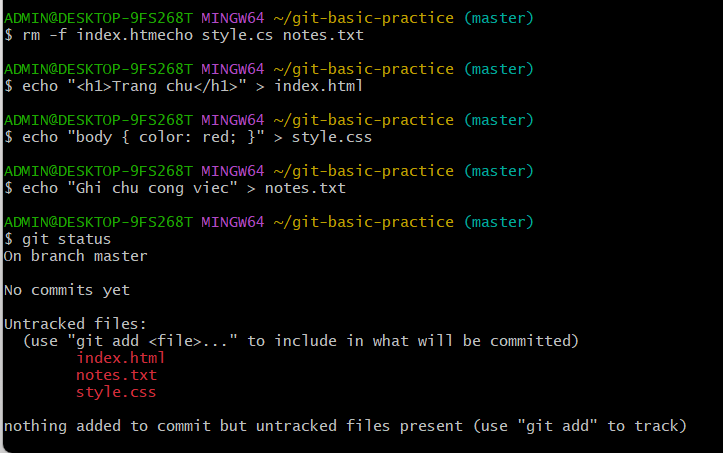 ADMIN@DESKTOP-9FS268T MINGW64 ~/git-basic-practice (master)
$ rm -f index.htmecho style.cs notes.txt
ADMIN@DESKTOP-9FS268T MINGW64 ~/git-basic-practice (master)
$ echo "<h1>Trang chu</h1>" > index.html
ADMIN@DESKTOP-9FS268T MINGW64 ~/git-basic-practice (master)
$ echo "body { color: red; }" > style.css
ADMIN@DESKTOP-9FS268T MINGW64 ~/git-basic-practice (master)
$ echo "Ghi chu cong viec" > notes.txt
ADMIN@DESKTOP-9FS268T MINGW64 ~/git-basic-practice (master)
$ git status
On branch master
No commits yet
Untracked files:
  (use "git add <file>..." to include in what will be committed)
        index.html
        notes.txt
        style.css
nothing added to commit but untracked files present (use "git add" to track)